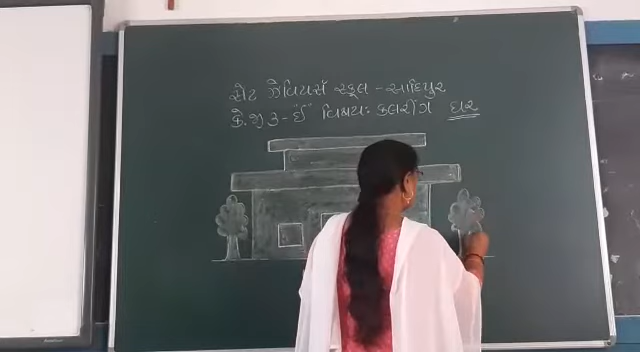 સેંટ ઝેવિયર્સ સ્કૂલ - આદિપુર
કે.જી ૩ - ઈ વિષય: કલરીંગ ઘર